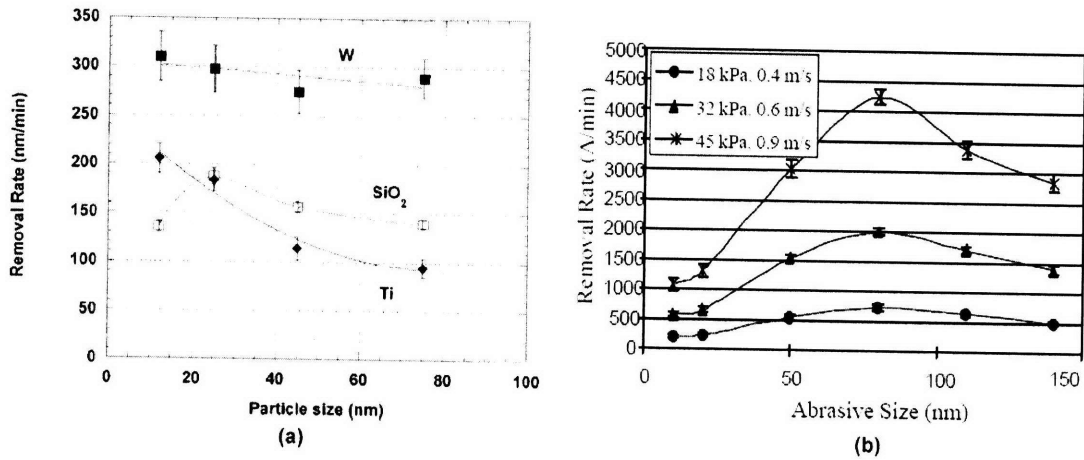 350
300
250
200
150
100
50
0
Removal Rate (nm/min)
W
SiO2
Ti
0 20 40 60 80 100
Particle size (nm)
(a)
5000
4500
4000
3500
3000
2500
2000
1500
1000
500
0
Removal Rate (A/min)
18 kPa, 0.4 m/s
32 kPa, 0.6 m/s
45 kPa, 0.9 m/s
0 50 100 150
Abrasive Size (nm)
(b)